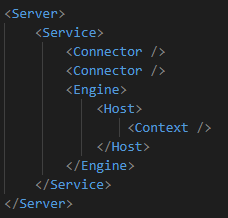 <Server>
    <Service>
        <Connector />
        <Connector />
        <Engine>
            <Host>
                <Context />
            </Host>
        </Engine>
    </Service>
</Server>